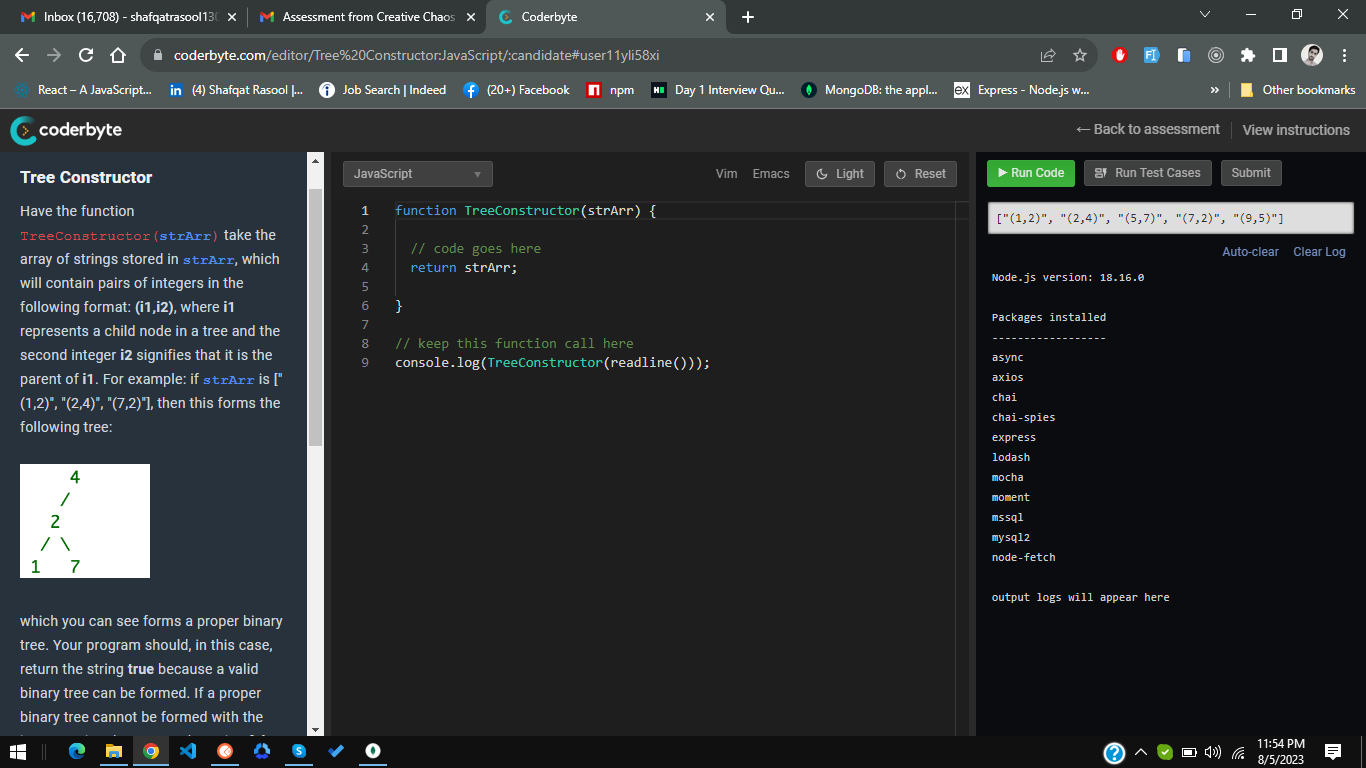 Inbox (16,708) - shafqatrasool130
Assessment from Creative Chaos
Coderbyte
coderbyte.com/editor/Tree%20Constructor:JavaScript/:candidate#user11yli58xi
React – A JavaScript...
(4) Shafqat Rasool |...
Job Search | Indeed
(20+) Facebook
npm
Day 1 Interview Qu...
MongoDB: the appl...
ex Express - Node.js w...
» Other bookmarks
coderbyte
← Back to assessment
View instructions
Tree Constructor
Have the function
TreeConstructor(strArr) take the
array of strings stored in strArr, which
will contain pairs of integers in the
following format: (i1,i2), where i1
represents a child node in a tree and the
second integer i2 signifies that it is the
parent of i1. For example: if strArr is ["
(1,2)", "(2,4)", "(7,2)"], then this forms the
following tree:
4
/
2
/ \
1 7
which you can see forms a proper binary
tree. Your program should, in this case,
return the string true because a valid
binary tree can be formed. If a proper
binary tree cannot be formed with the
JavaScript
Vim Emacs Light Reset
1 function TreeConstructor(strArr) {
2
3 // code goes here
4 return strArr;
5
6 }
7
8 // keep this function call here
9 console.log(TreeConstructor(readline()));
Run Code Run Test Cases Submit
["(1,2)", "(2,4)", "(5,7)", "(7,2)", "(9,5)"]
Auto-clear Clear Log
Node.js version: 18.16.0
Packages installed
------------------
async
axios
chai
chai-spies
express
lodash
mocha
moment
mssql
mysql2
node-fetch
output logs will appear here
11:54 PM
8/5/2023